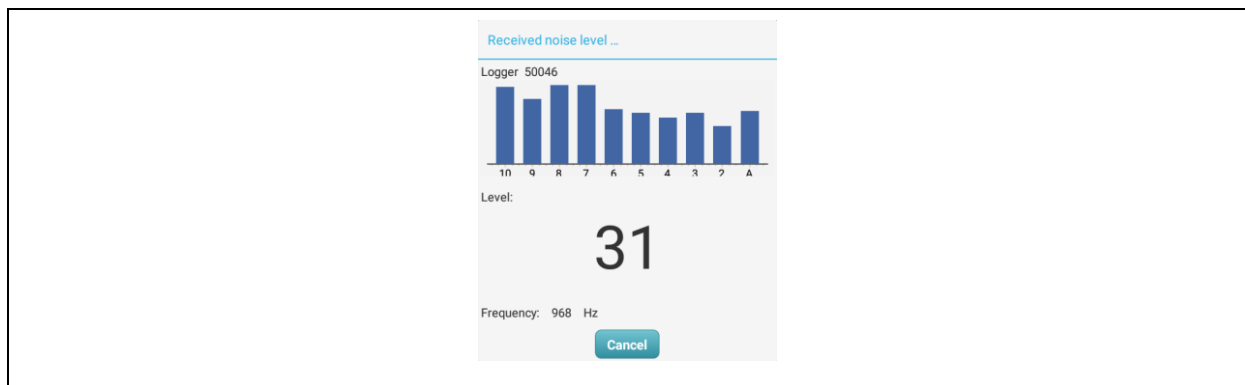 Received noise level ...
Logger 50046
10 9 8 7 6 5 4 3 2 A
Level:
31
Frequency: 968 Hz
Cancel